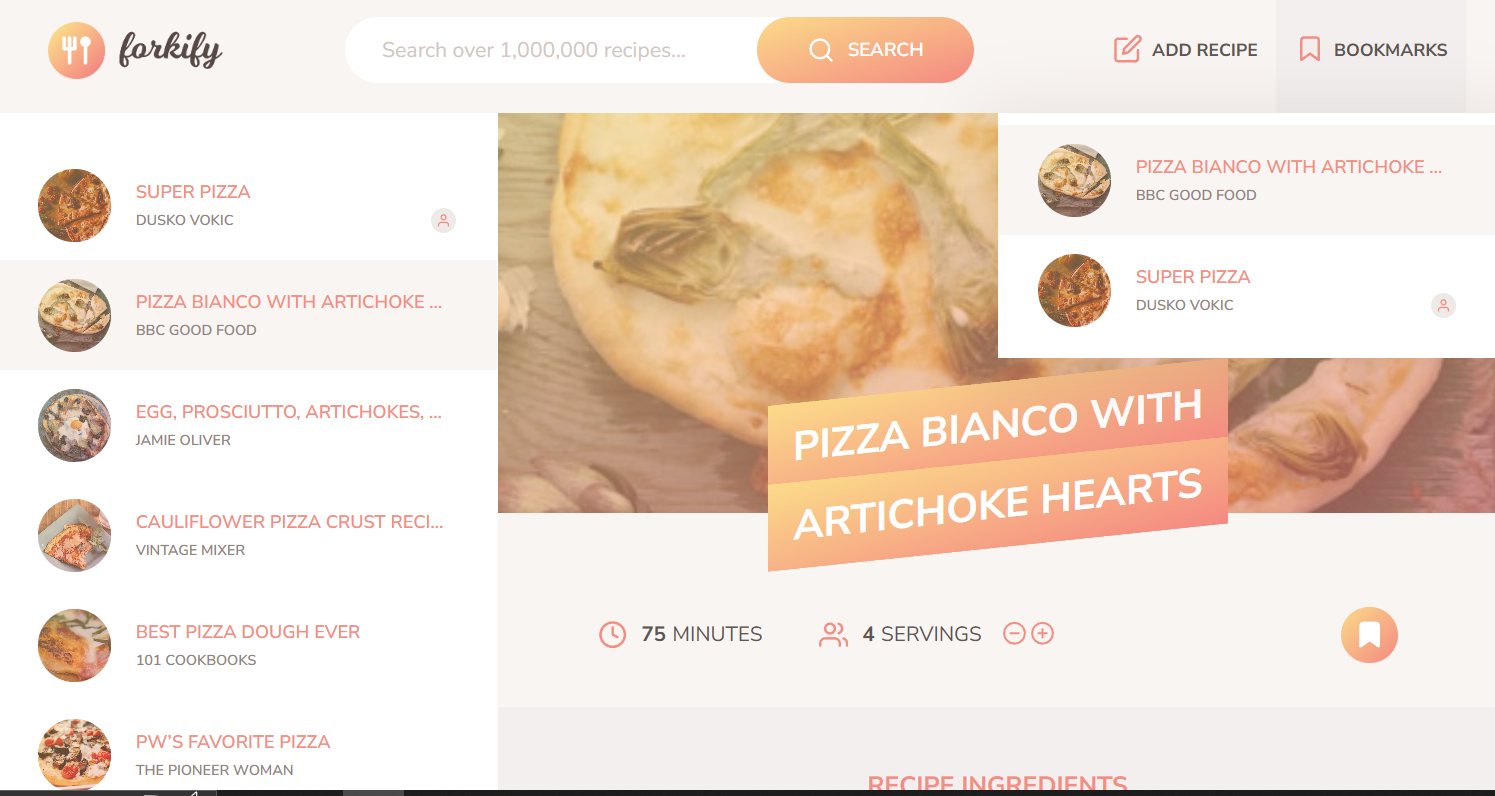 forkify
Search over 1,000,000 recipes...
SEARCH
ADD RECIPE
BOOKMARKS
SUPER PIZZA
DUSKO VOKIC
PIZZA BIANCO WITH ARTICHOKE ...
BBC GOOD FOOD
EGG, PROSCIUTTO, ARTICHOKES, ...
JAMIE OLIVER
CAULIFLOWER PIZZA CRUST RECI...
VINTAGE MIXER
BEST PIZZA DOUGH EVER
101 COOKBOOKS
PW'S FAVORITE PIZZA
THE PIONEER WOMAN
PIZZA BIANCO WITH ARTICHOKE ...
BBC GOOD FOOD
SUPER PIZZA
DUSKO VOKIC
PIZZA BIANCO WITH
ARTICHOKE HEARTS
75 MINUTES
4 SERVINGS
RECIPE INGREDIENTS